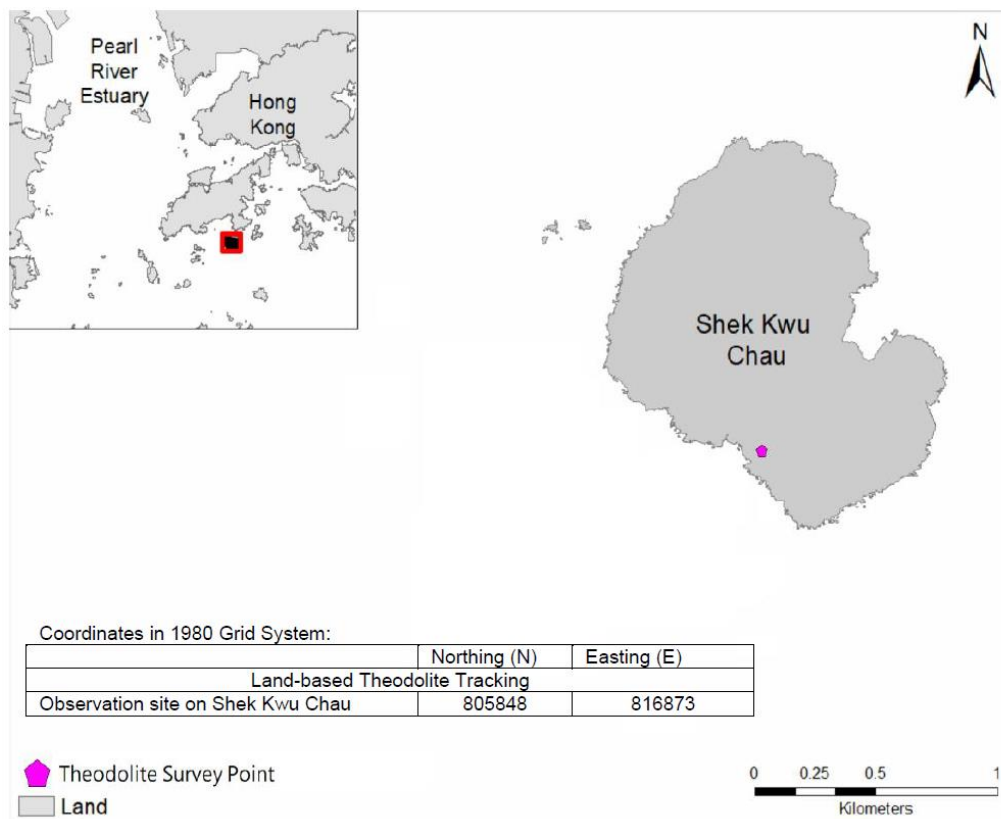 Pearl
River
Estuary
Hong
Kong
N
Shek Kwu
Chau
Coordinates in 1980 Grid System:
Northing (N) Easting (E)
Land-based Theodolite Tracking
Observation site on Shek Kwu Chau 805848 816873
Theodolite Survey Point
Land
0 0.25 0.5 1
Kilometers